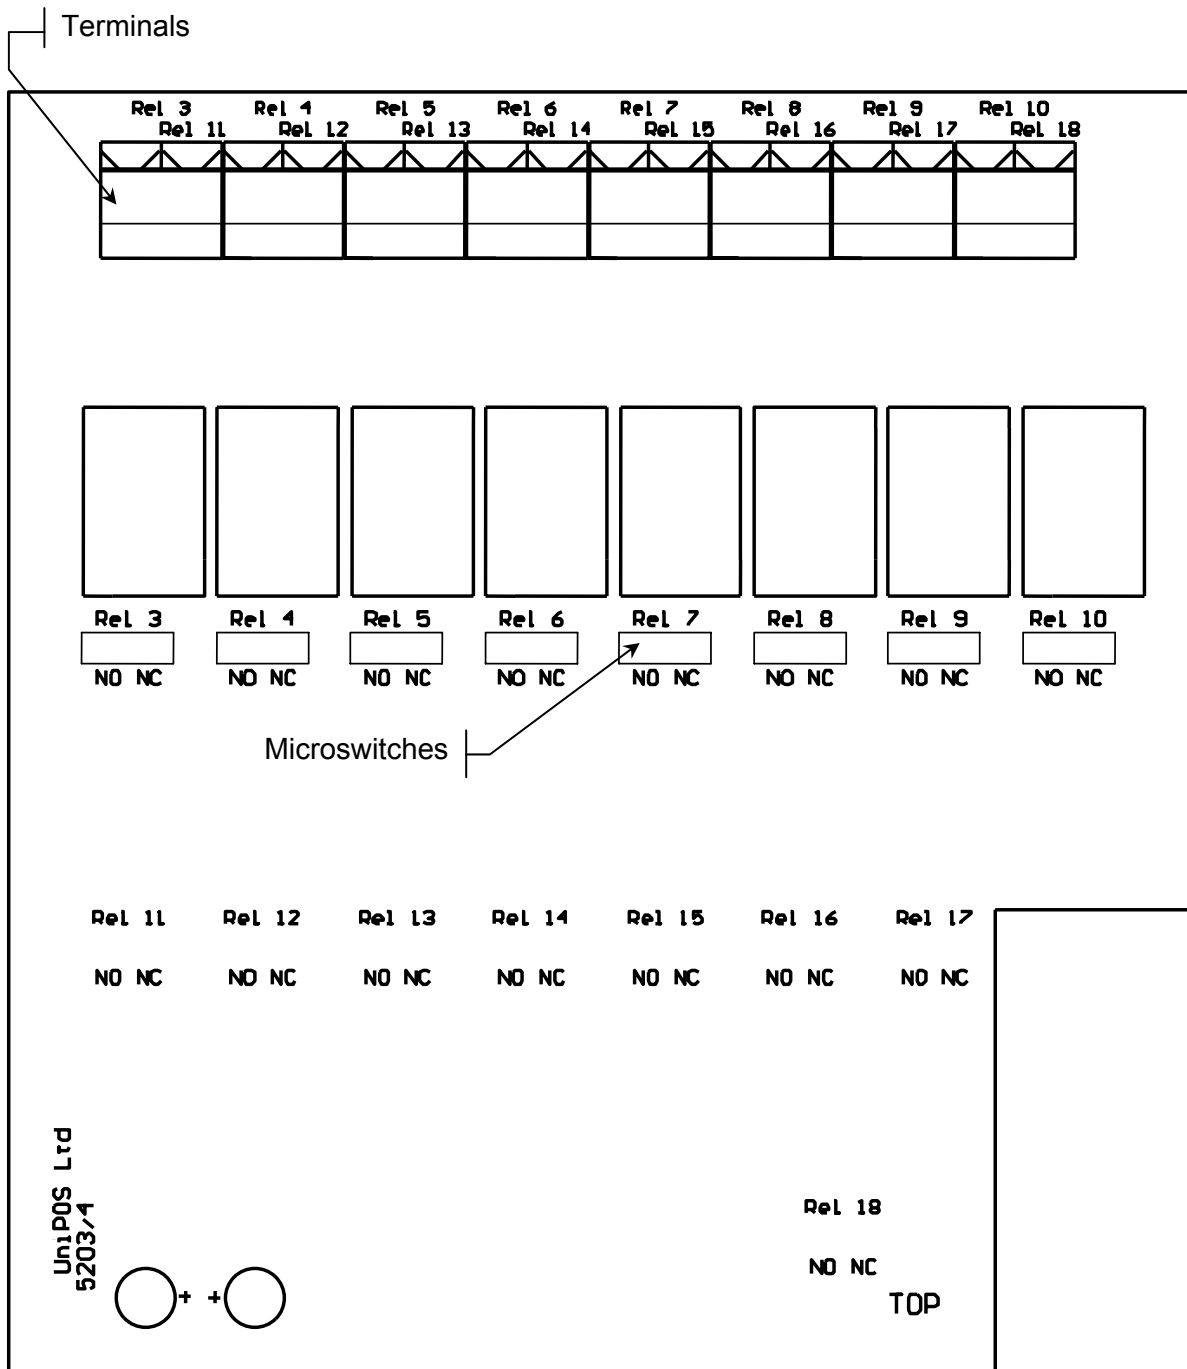 Terminals
Rel 3 Rel 4 Rel 5 Rel 6 Rel 7 Rel 8 Rel 9 Rel 10
Rel 11 Rel 12 Rel 13 Rel 14 Rel 15 Rel 16 Rel 17 Rel 18
Rel 3 Rel 4 Rel 5 Rel 6 Rel 7 Rel 8 Rel 9 Rel 10
NO NC NO NC NO NC NO NC NO NC NO NC NO NC NO NC
Microswitches
Rel 11 Rel 12 Rel 13 Rel 14 Rel 15 Rel 16 Rel 17
NO NC NO NC NO NC NO NC NO NC NO NC NO NC
UniPOS Ltd
5203/4
Rel 18
NO NC
+ +
TOP